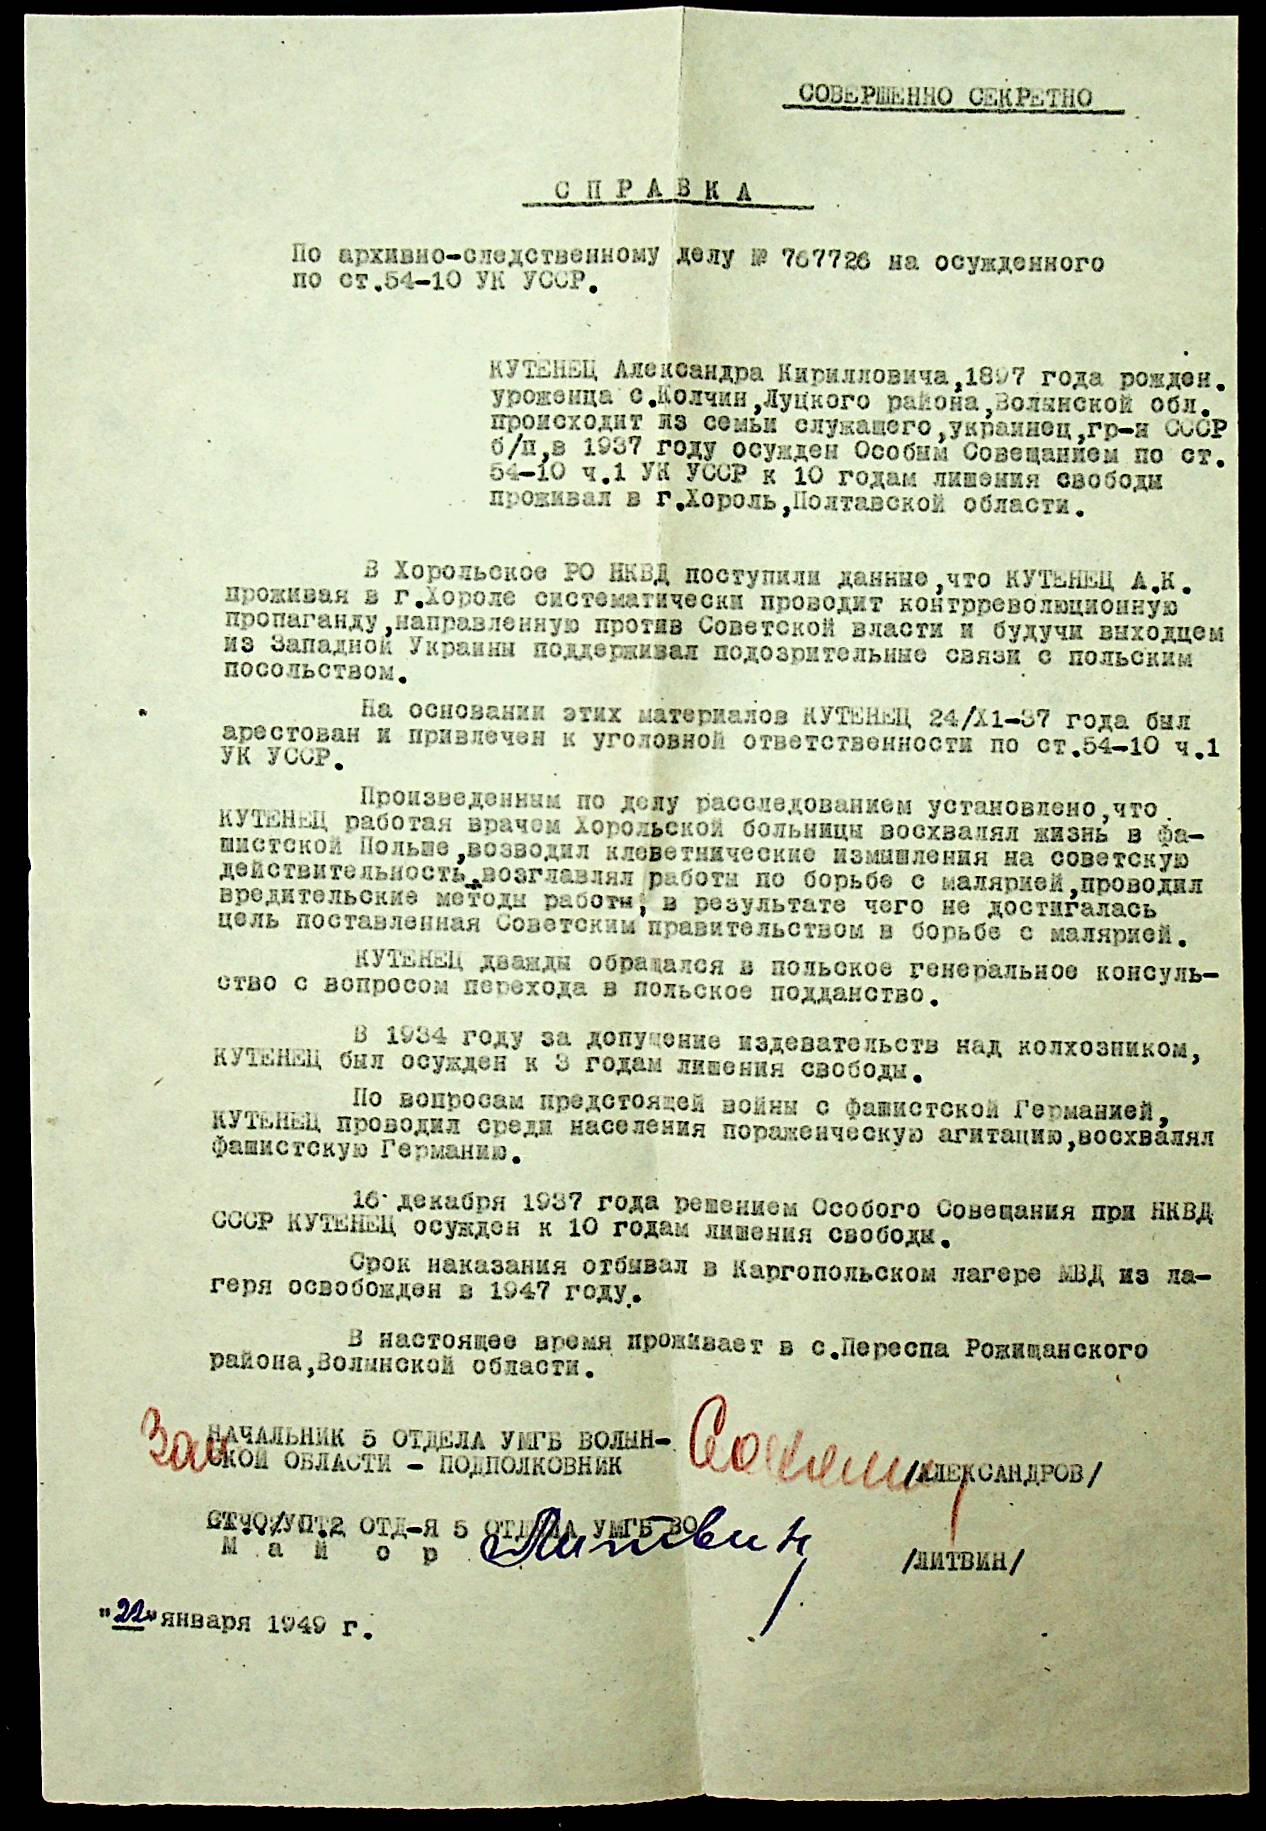 СОВЕРШЕННО СЕКРЕТНО
СПРАВКА
По архивно-следственному делу № 767726 на осужденного
по ст.54-10 УК УССР.
КУТЕНЕЦ Александра Кирилловича,1897 года рожден.
уроженца с.Колчин,Луцкого района,Волынской обл.
происходит из семьи служащего,украинец,гр-н СССР
б/п,в 1937 году осужден Особым Совещанием по ст.
54-10 ч.1 УК УССР к 10 годам лишения свободы
проживал в г.Хороль,Полтавской области.
В Хорольское РО НКВД поступили данные,что КУТЕНЕЦ А.К.
проживая в г.Хороле систематически проводит контрреволюционную
пропаганду,направленную против Советской власти и будучи выходцем
из Западной Украины поддерживал подозрительные связи с польским
посольством.
На основании этих материалов КУТЕНЕЦ 24/Х1-37 года был
арестован и привлечен к уголовной ответственности по ст.54-10 ч.1
УК УССР.
Произведенным по делу расследованием установлено,что
КУТЕНЕЦ работая врачем Хорольской больницы восхвалял жизнь в фа-
шистской Польше,возводил клеветнические измышления на советскую
действительность,возглавлял работы по борьбе с малярией,проводил
вредительские методы работы, в результате чего не достигалась
цель поставленная Советским правительством в борьбе с малярией.
КУТЕНЕЦ дважды обращался в польское генеральное консуль-
ство с вопросом перехода в польское подданство.
В 1934 году за допущение издевательств над колхозником,
КУТЕНЕЦ был осужден к 3 годам лишения свободы.
По вопросам предстоящей войны с фашистской Германией,
КУТЕНЕЦ проводил среди населения пораженческую агитацию,восхвалял
фашистскую Германию.
16 декабря 1937 года решением Особого Совещания при НКВД
СССР КУТЕНЕЦ осужден к 10 годам лишения свободы.
Срок наказания отбывал в Каргопольском лагере МВД из ла-
геря освобожден в 1947 году.
В настоящее время проживает в с.Переспа Рожищанского
района,Волынской области.
Зам НАЧАЛЬНИК 5 ОТДЕЛА УМГБ ВОЛЫН-
СКОЙ ОБЛАСТИ - ПОДПОЛКОВНИК /АЛЕКСАНДРОВ/
2 ОТД-Я 5 ОТДЕЛА УМГБ ВО
Майор Литвин /ЛИТВИН/
"22"января 1949 г.